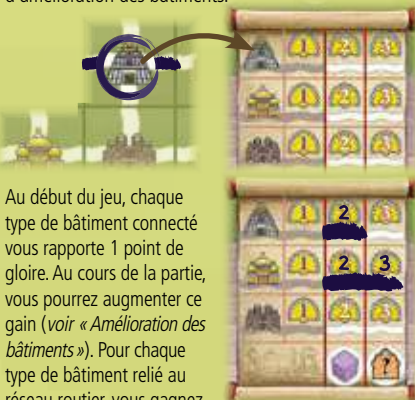 d'amélioration des bâtiments.
1 2 3
1 2 3
1 2 3
Au début du jeu, chaque
type de bâtiment connecté
vous rapporte 1 point de
gloire. Au cours de la partie,
vous pourrez augmenter ce
gain (voir « Amélioration des
bâtiments »). Pour chaque
type de bâtiment relié au
réseau routier, vous gagnez
1 2 3
1 2 3
1 2 3
?